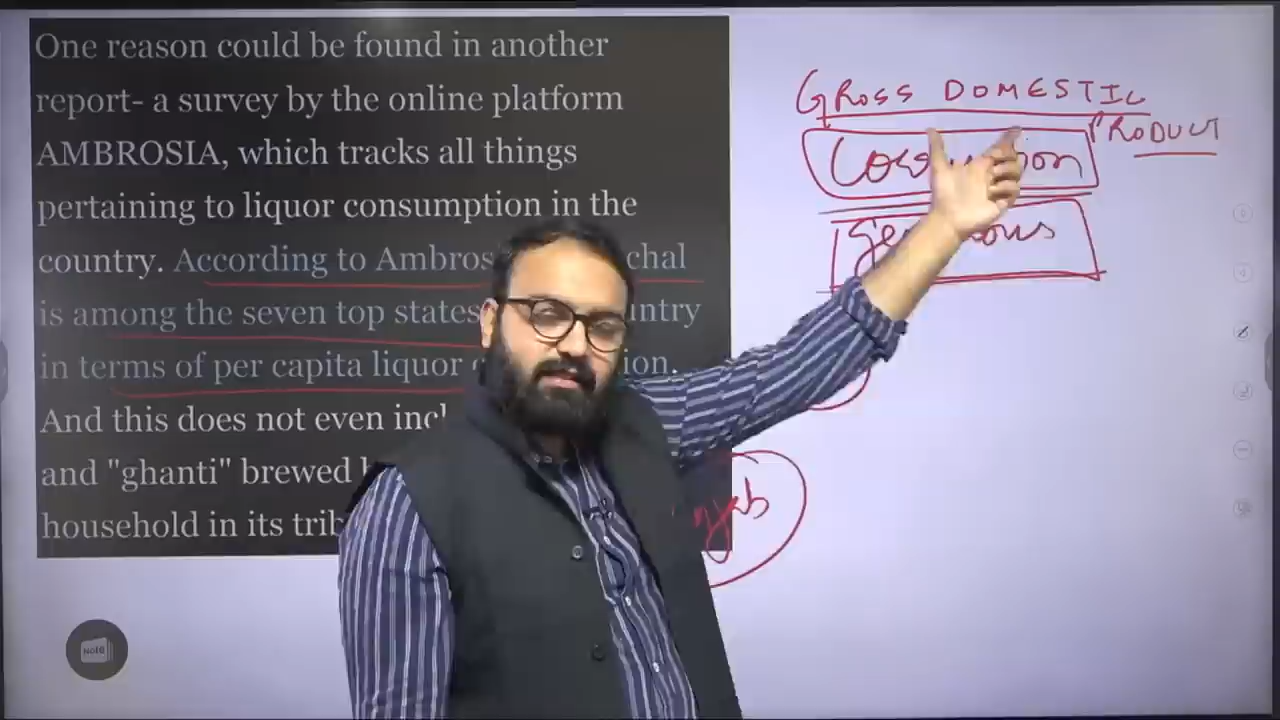 One reason could be found in another
report- a survey by the online platform
AMBROSIA, which tracks all things
pertaining to liquor consumption in the
country. According to Ambros chal
is among the seven top states untry
in terms of per capita liquor ion.
And this does not even incl
and "ghanti" brewed
household in its trib
GROSS DOMESTIC
PRODUCT
Note